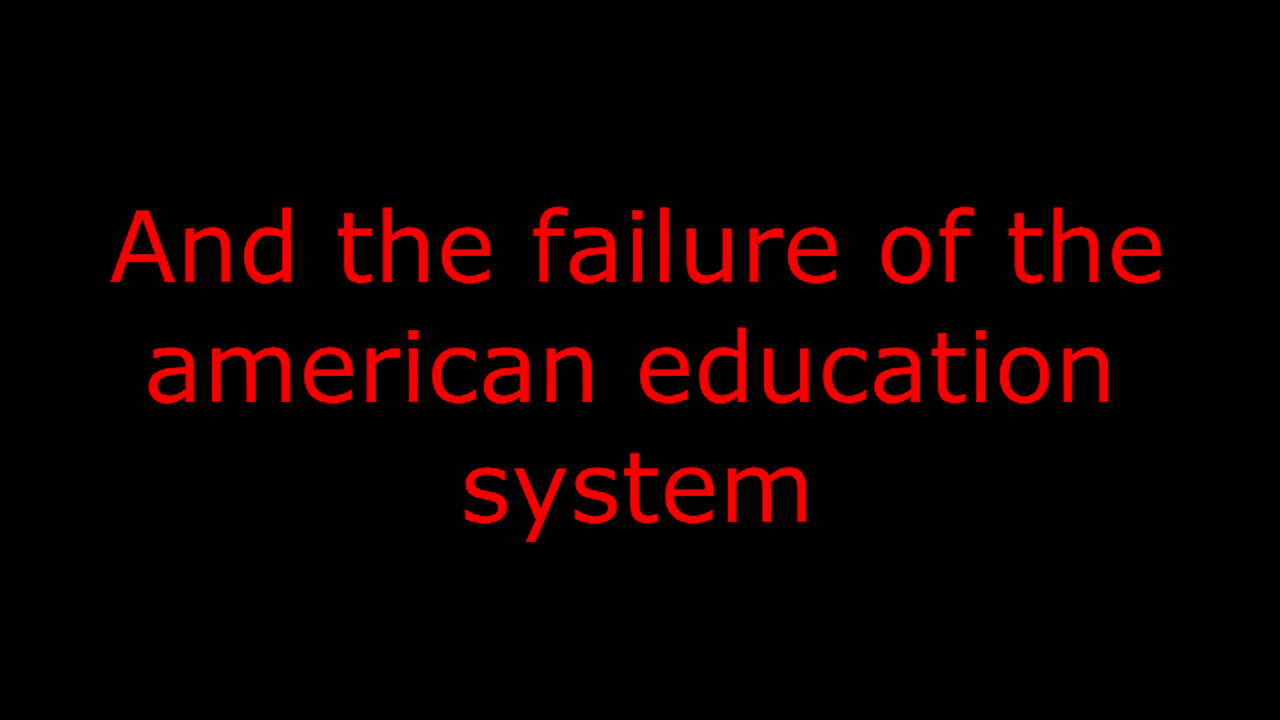 And the failure of the
american education
system